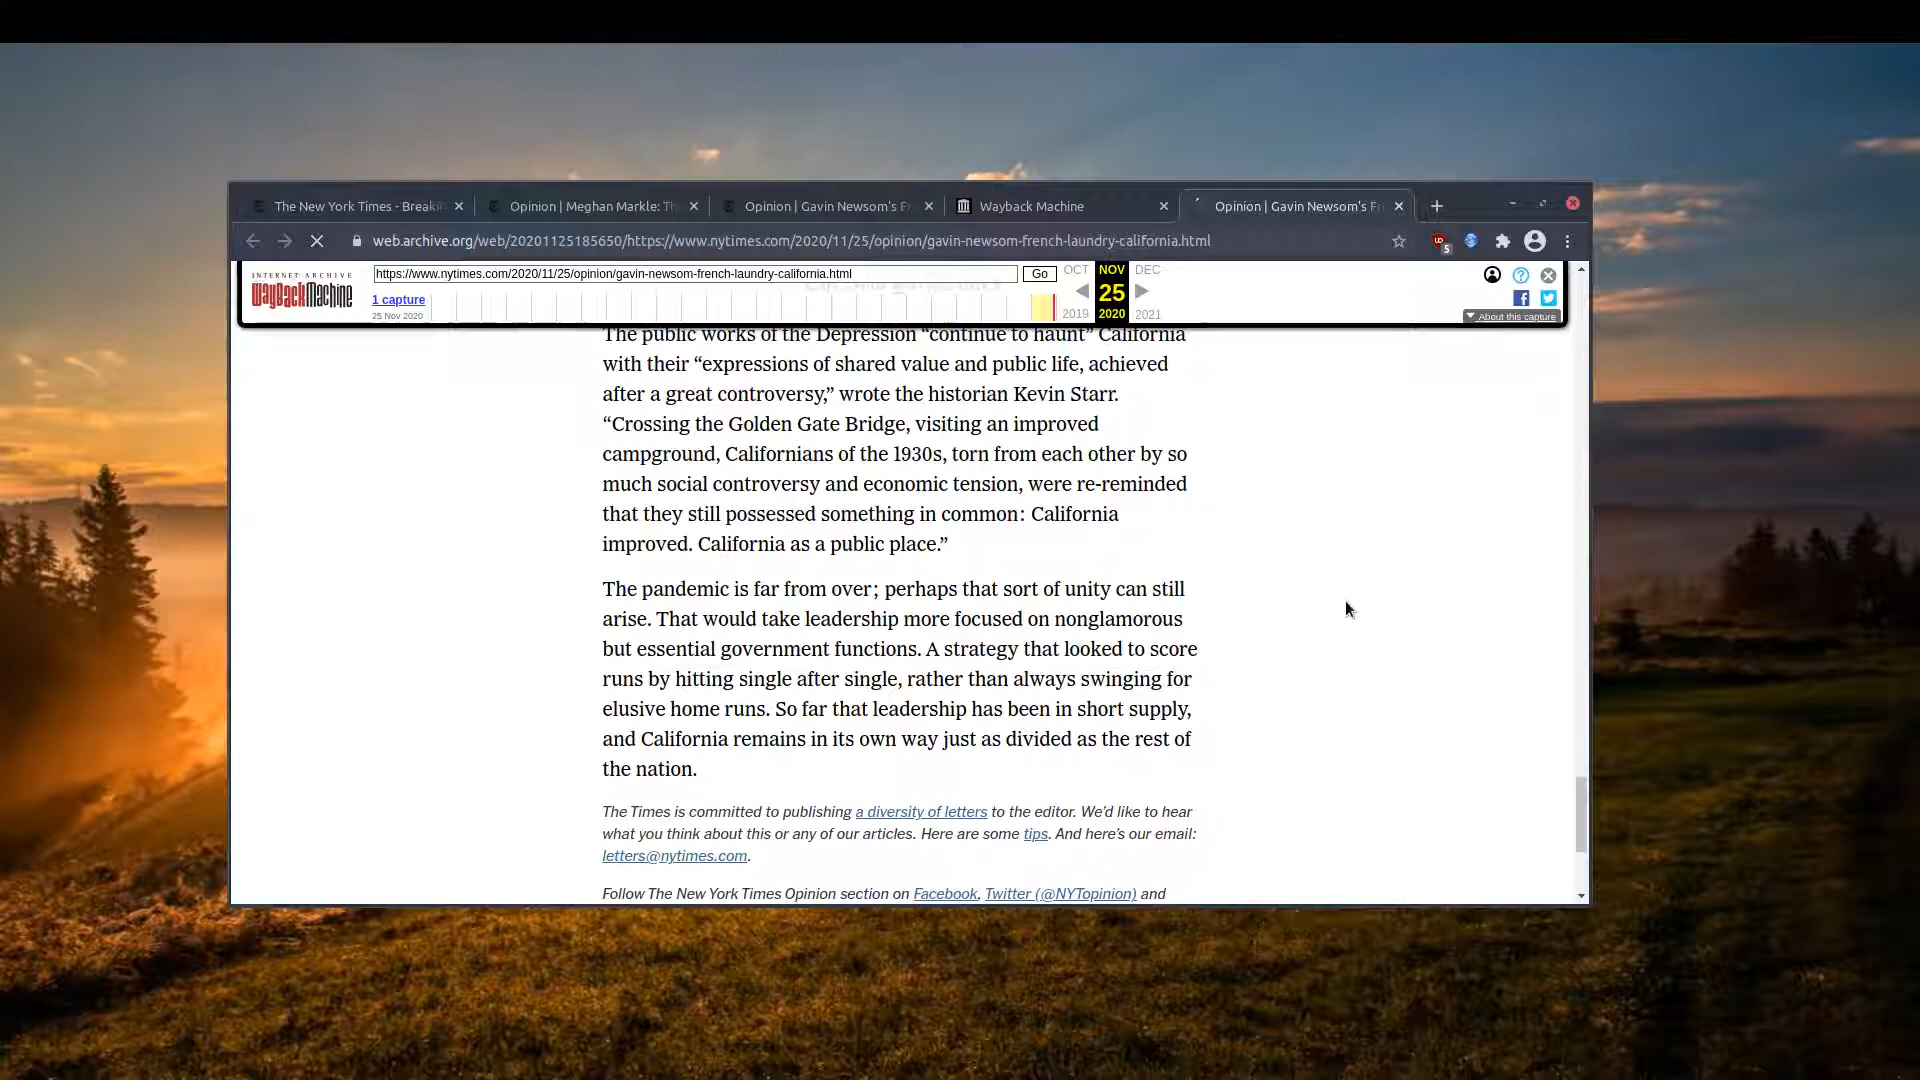 The New York Times - Breaki
Opinion | Meghan Markle: Th
Opinion | Gavin Newsom's Fr
Wayback Machine
Opinion | Gavin Newsom's Fr
web.archive.org/web/20201125185650/https://www.nytimes.com/2020/11/25/opinion/gavin-newsom-french-laundry-california.html
5
INTERNET ARCHIVE
WayBackMachine
https://www.nytimes.com/2020/11/25/opinion/gavin-newsom-french-laundry-california.html
Go
OCT NOV DEC
1 capture
25 Nov 2020
25
2019 2020 2021
About this capture
The public works of the Depression “continue to haunt” California
with their “expressions of shared value and public life, achieved
after a great controversy,” wrote the historian Kevin Starr.
“Crossing the Golden Gate Bridge, visiting an improved
campground, Californians of the 1930s, torn from each other by so
much social controversy and economic tension, were re-reminded
that they still possessed something in common: California
improved. California as a public place.”
The pandemic is far from over; perhaps that sort of unity can still
arise. That would take leadership more focused on nonglamorous
but essential government functions. A strategy that looked to score
runs by hitting single after single, rather than always swinging for
elusive home runs. So far that leadership has been in short supply,
and California remains in its own way just as divided as the rest of
the nation.
The Times is committed to publishing a diversity of letters to the editor. We’d like to hear
what you think about this or any of our articles. Here are some tips. And here’s our email:
letters@nytimes.com.
Follow The New York Times Opinion section on Facebook, Twitter (@NYTopinion) and